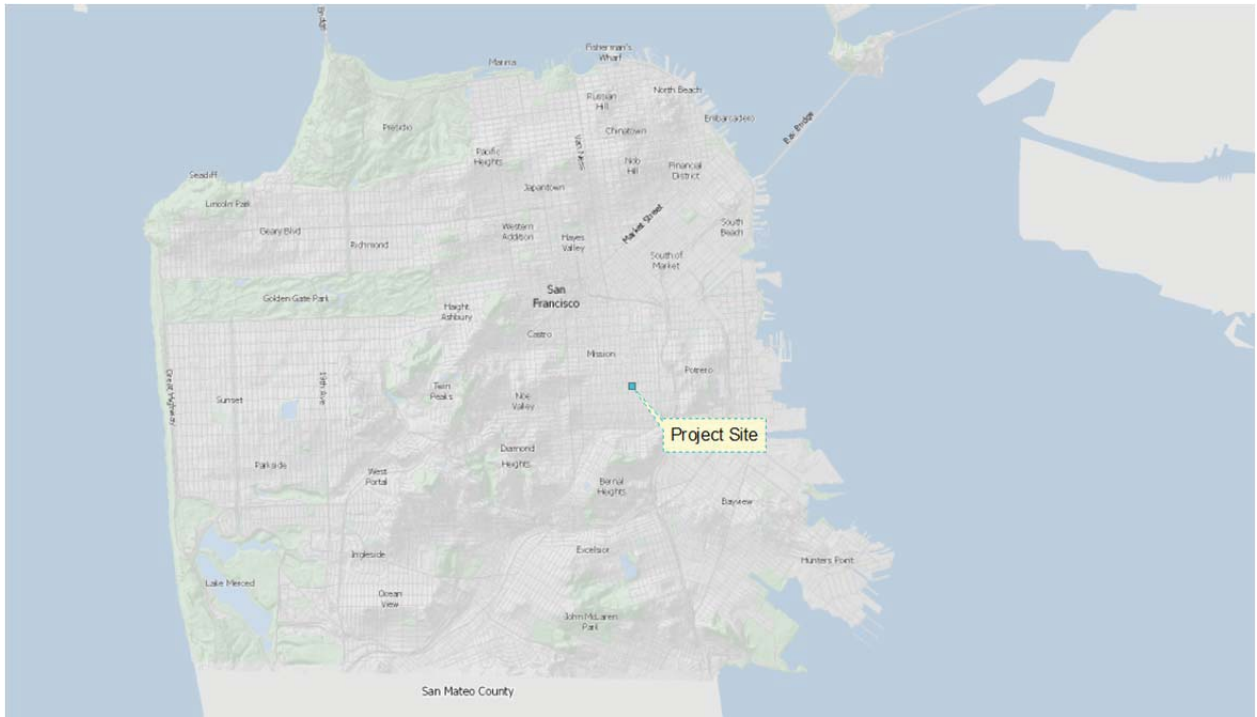 Bridge
Fisherman's
Wharf
Marina
Russian
Hill
North Beach
Embarcadero
Presidio
Chinatown
Bay Bridge
Van Ness
Pacific
Heights
Nob
Hill
Financial
District
Seacliff
Japantown
Lincoln Park
Market Street
South
Beach
Geary Blvd
Richmond
Western
Addition
Hayes
Valley
South of
Market
San
Francisco
Golden Gate Park
Haight
Ashbury
Castro
Mission
Potrero
Great Highway
19th Ave
Twin
Peaks
Sunset
Noe
Valley
Project Site
Diamond
Heights
Parkside
West
Portal
Bernal
Heights
Bayview
Ingleside
Excelsior
Hunters Point
Lake Merced
Ocean
View
John McLaren
Park
San Mateo County